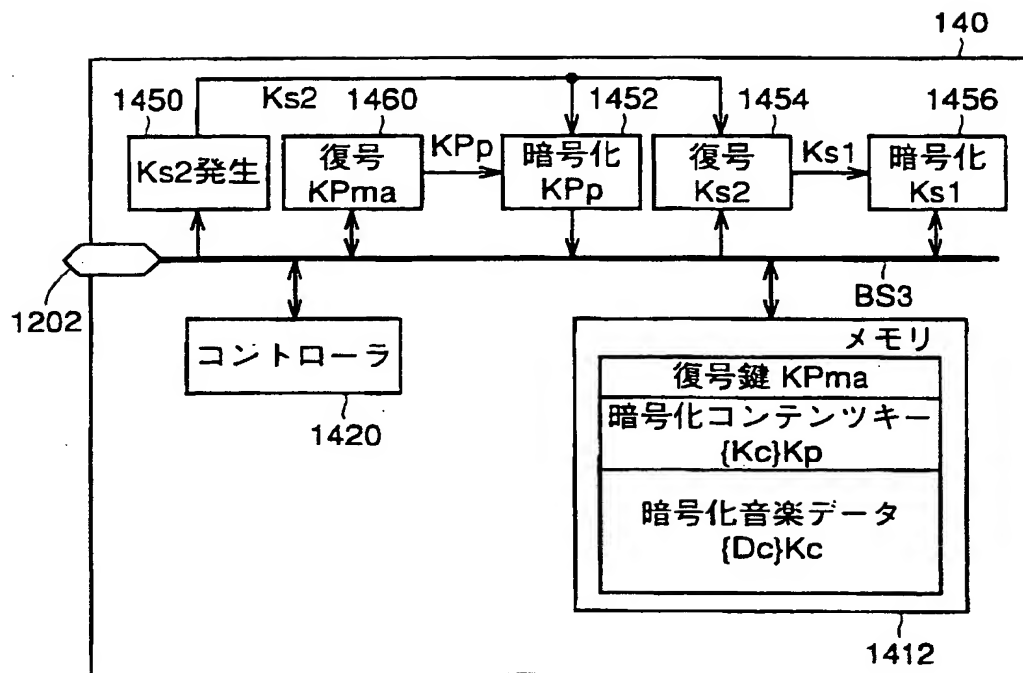 140
1450
Ks2
1460
1452
1454
1456
Ks2発生
復号
KPma
KPp
暗号化
KPp
復号
Ks2
Ks1
暗号化
Ks1
1202
BS3
コントローラ
1420
メモリ
復号鍵 KPma
暗号化コンテンツキー
{Kc}Kp
暗号化音楽データ
{Dc}Kc
1412